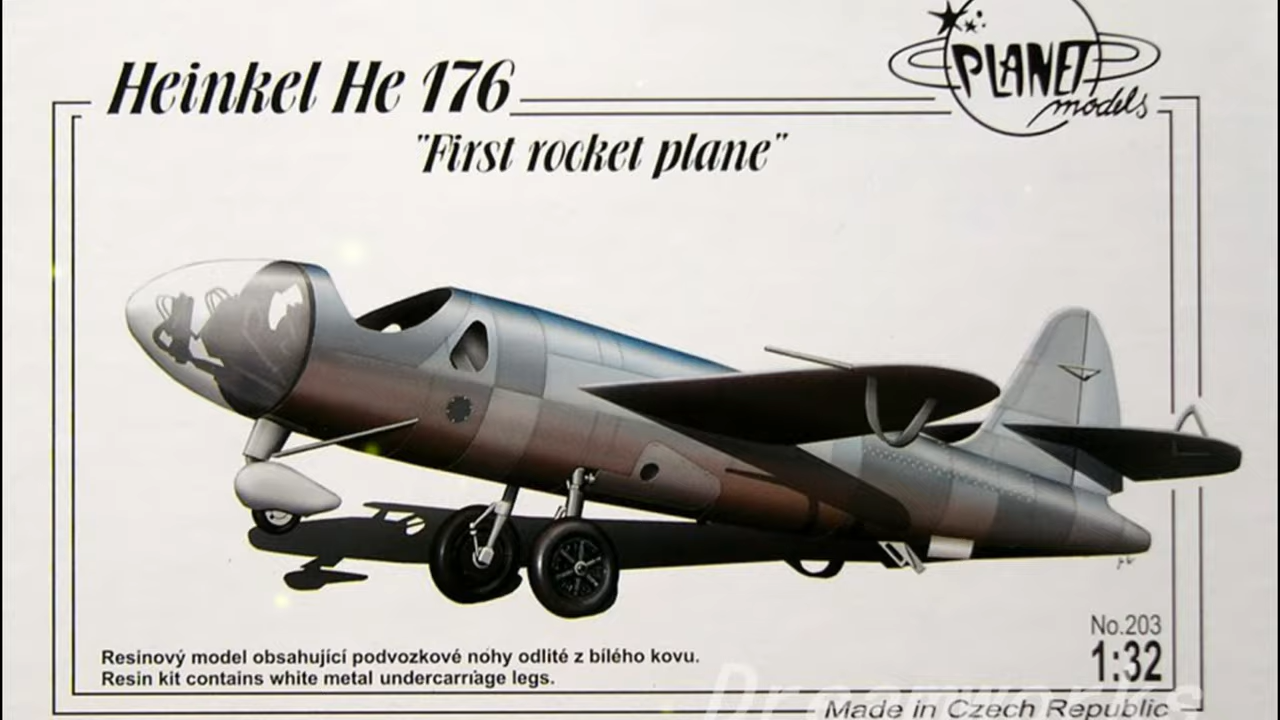 PLANET
models
Heinkel He 176
"First rocket plane"
No.203
1:32
Resinový model obsahující podvozkové nohy odlité z bílého kovu.
Resin kit contains white metal undercarriage legs.
Dreamworks
Made in Czech Republic